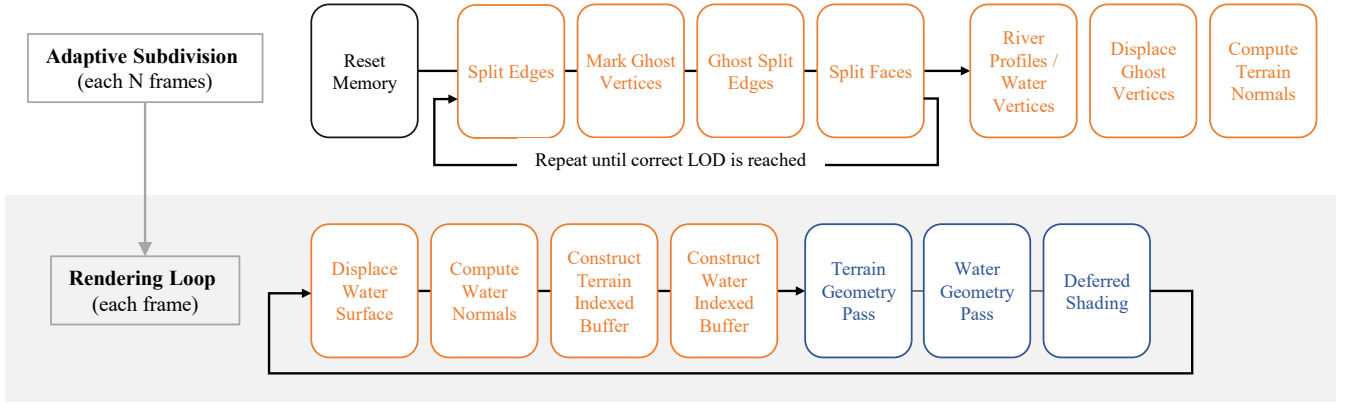 Adaptive Subdivision
(each N frames)
Reset
Memory
Split Edges
Mark Ghost
Vertices
Ghost Split
Edges
Split Faces
River
Profiles /
Water
Vertices
Displace
Ghost
Vertices
Compute
Terrain
Normals
Repeat until correct LOD is reached
Rendering Loop
(each frame)
Displace
Water
Surface
Compute
Water
Normals
Construct
Terrain
Indexed
Buffer
Construct
Water
Indexed
Buffer
Terrain
Geometry
Pass
Water
Geometry
Pass
Deferred
Shading